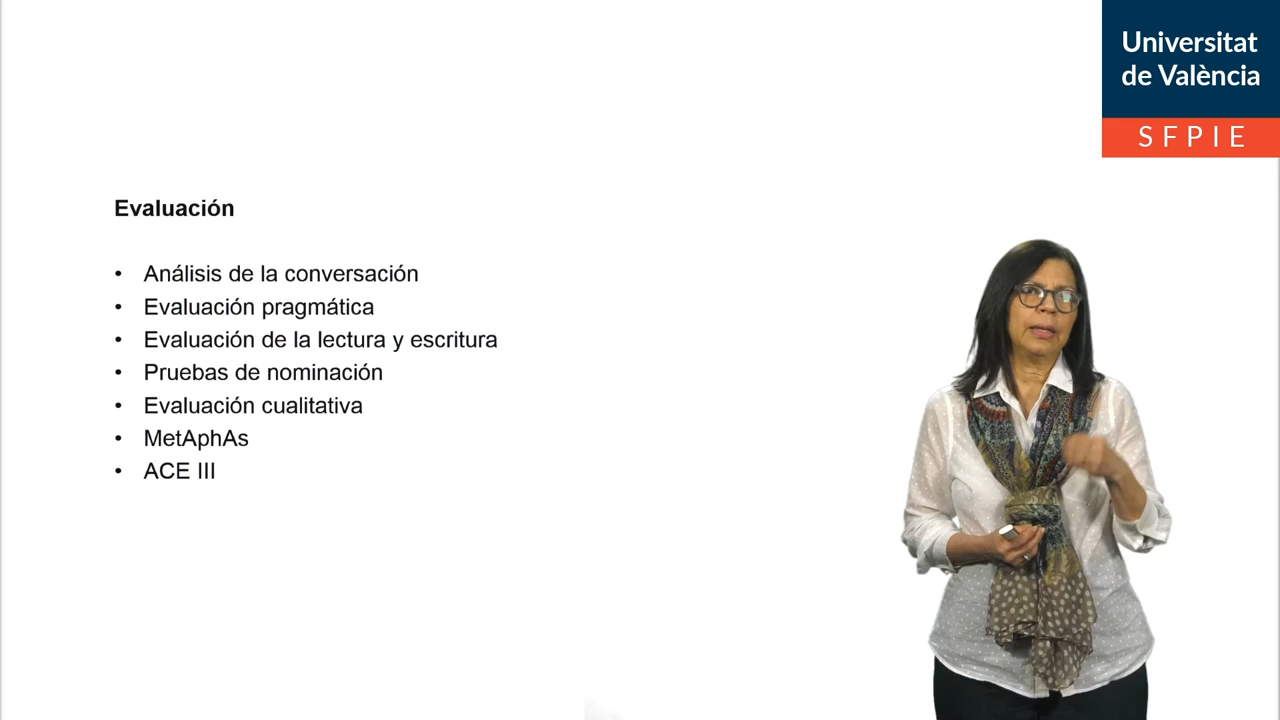 Universitat
de València
SFPIE
Evaluación
• Análisis de la conversación
• Evaluación pragmática
• Evaluación de la lectura y escritura
• Pruebas de nominación
• Evaluación cualitativa
• MetAphAs
• ACE III